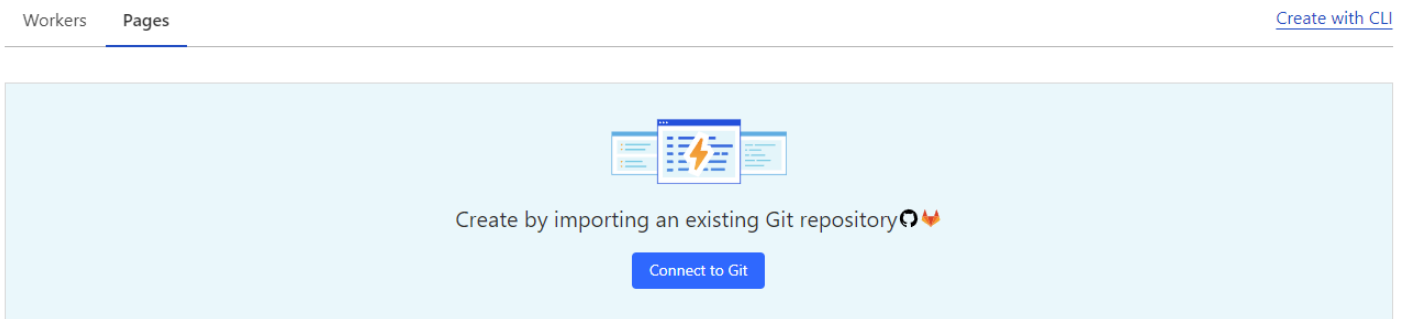 Workers Pages Create with CLI
Create by importing an existing Git repository
Connect to Git